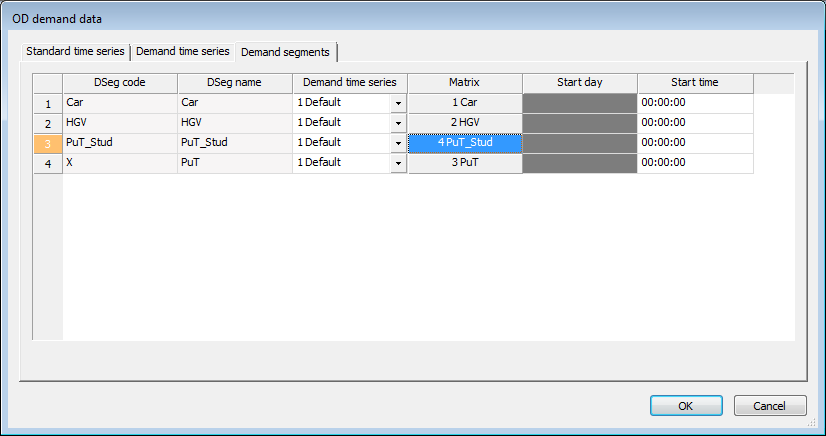 OD demand data
Standard time series Demand time series Demand segments
DSeg code DSeg name Demand time series Matrix Start day Start time
1 Car Car 1 Default 1 Car 00:00:00
2 HGV HGV 1 Default 2 HGV 00:00:00
3 PuT_Stud PuT_Stud 1 Default 4 PuT_Stud 00:00:00
4 X PuT 1 Default 3 PuT 00:00:00
OK Cancel